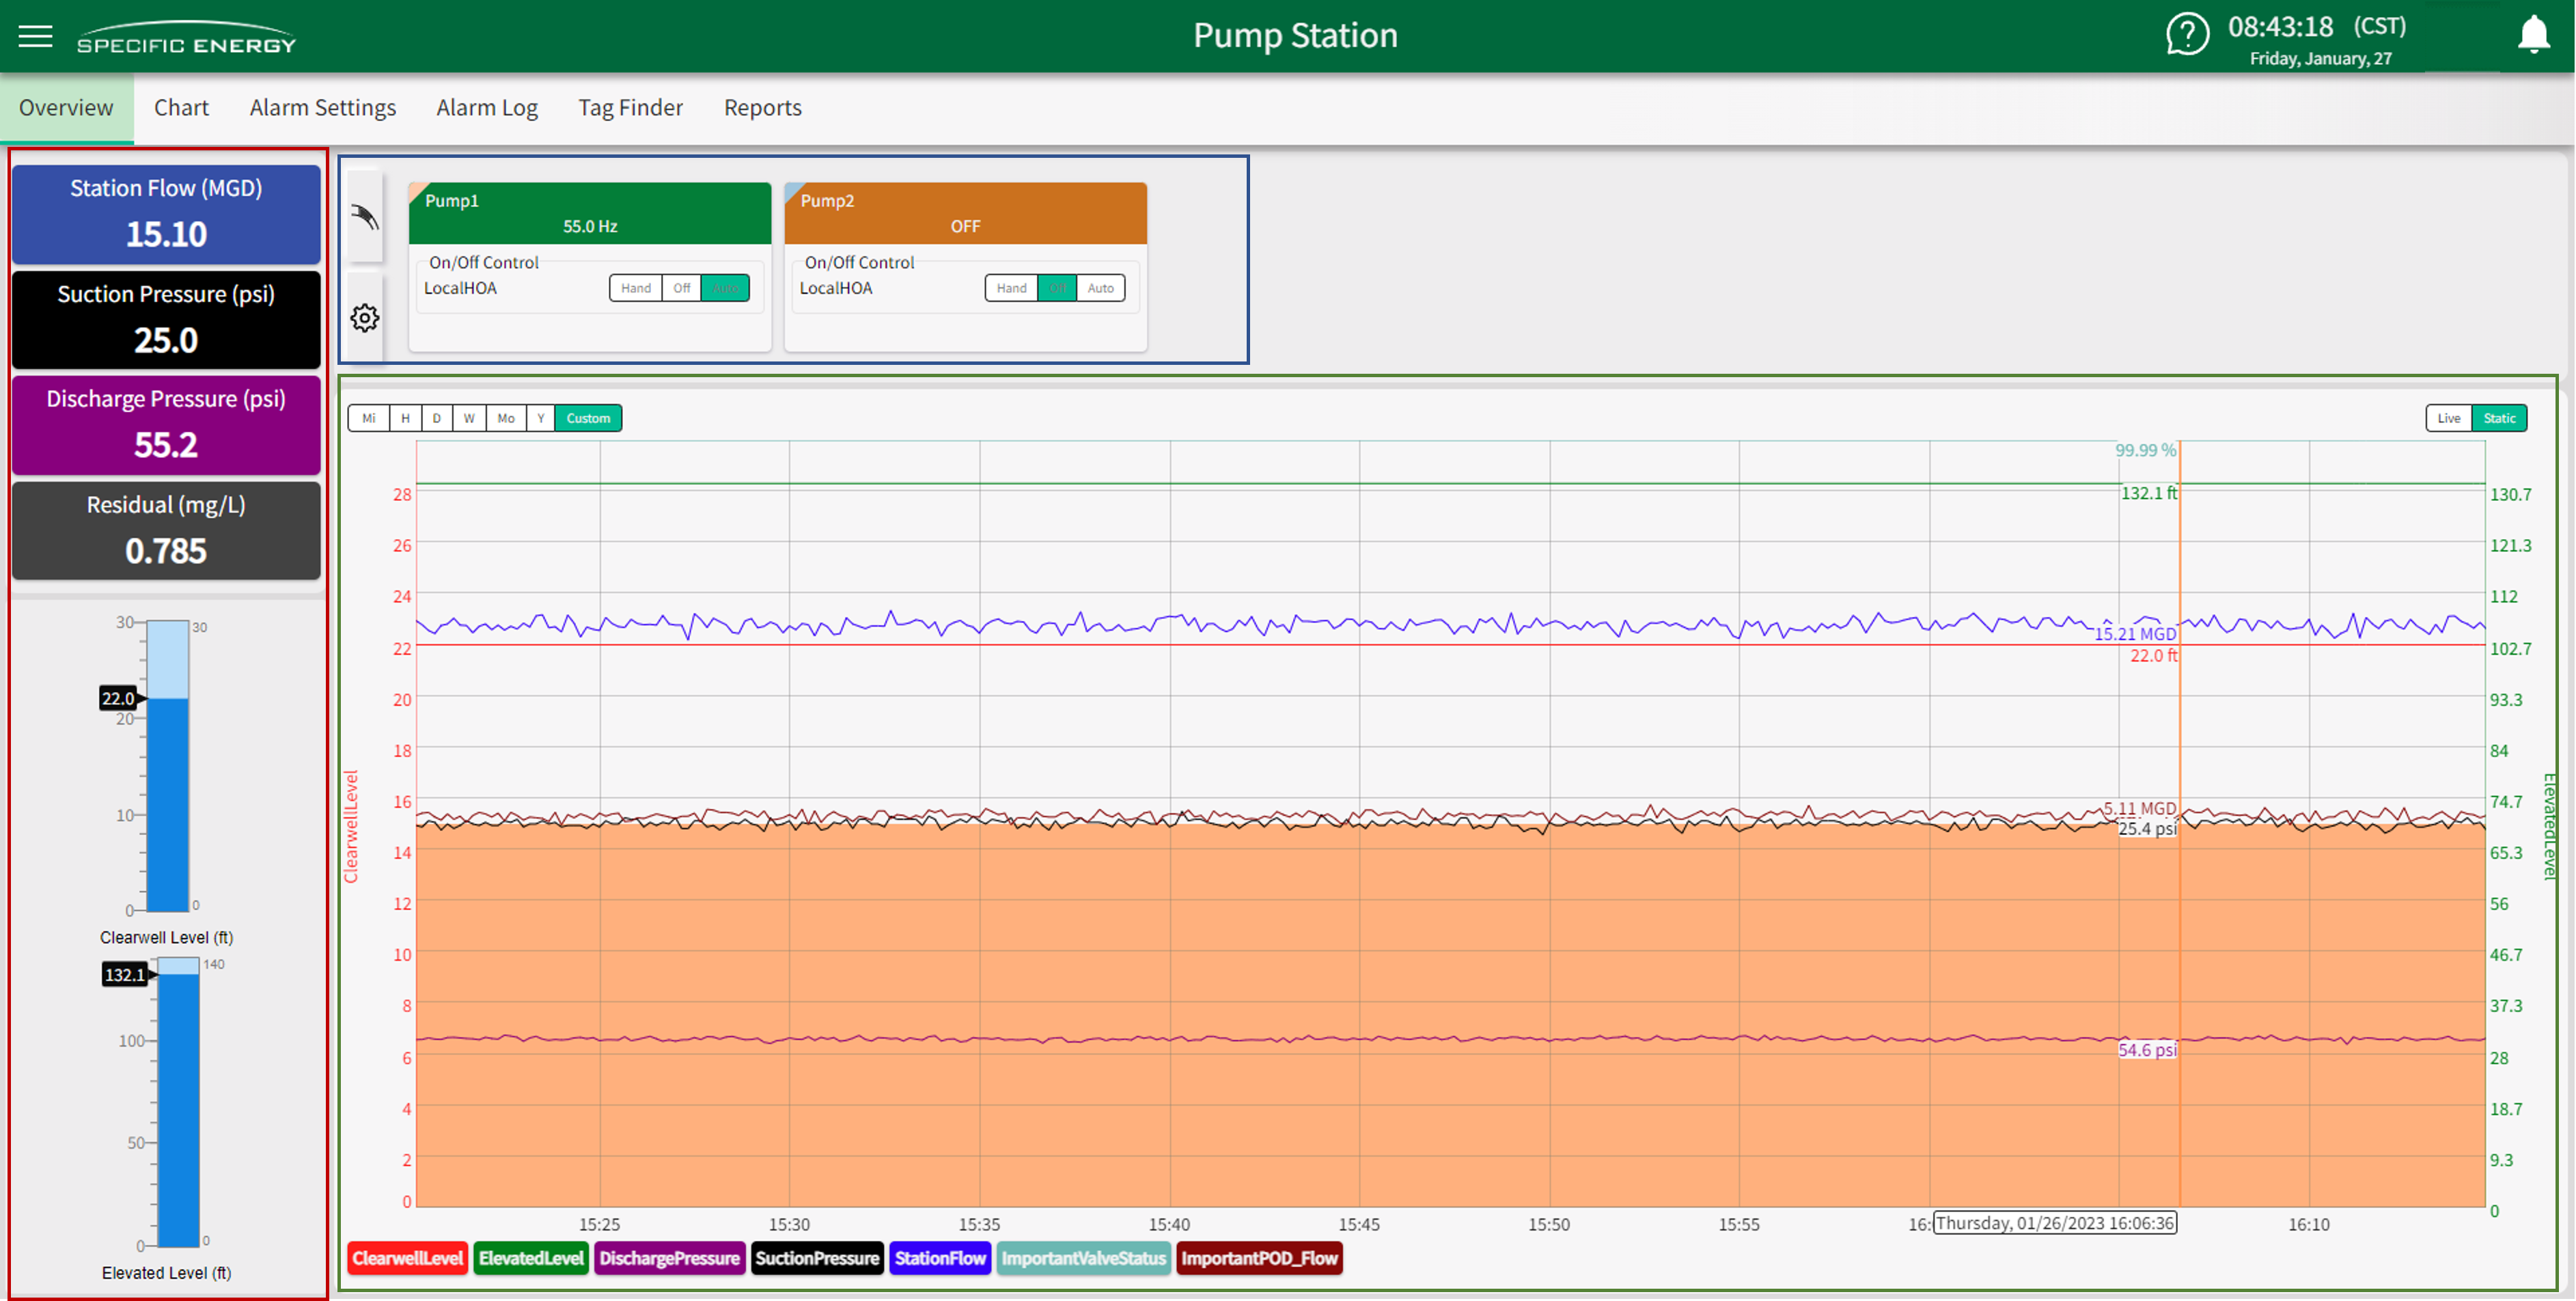 SPECIFIC ENERGY
Pump Station
08:43:18 (CST)
Friday, January, 27
Overview Chart Alarm Settings Alarm Log Tag Finder Reports
Station Flow (MGD)
15.10
Suction Pressure (psi)
25.0
Discharge Pressure (psi)
55.2
Residual (mg/L)
0.785
30 30
22.0
20
10
0 0
Clearwell Level (ft)
132.1 140
100
50
0 0
Elevated Level (ft)
Pump1
55.0 Hz
On/Off Control
LocalHOA Hand Off Auto
Pump2
OFF
On/Off Control
LocalHOA Hand Off Auto
Mi H D W Mo Y Custom
Live Static
99.99 %
132.1 ft
28 130.7
26 121.3
24 112
15.21 MGD
22 102.7
22.0 ft
20 93.3
18 84
16 74.7
5.11 MGD
25.4 psi
14 65.3
12 56
10 46.7
8 37.3
6 28
54.6 psi
4 18.7
2 9.3
0 0
ClearwellLevel
ElevatedLevel
15:25 15:30 15:35 15:40 15:45 15:50 15:55 16: Thursday, 01/26/2023 16:06:36 16:10
ClearwellLevel ElevatedLevel DischargePressure SuctionPressure StationFlow ImportantValveStatus ImportantPOD_Flow